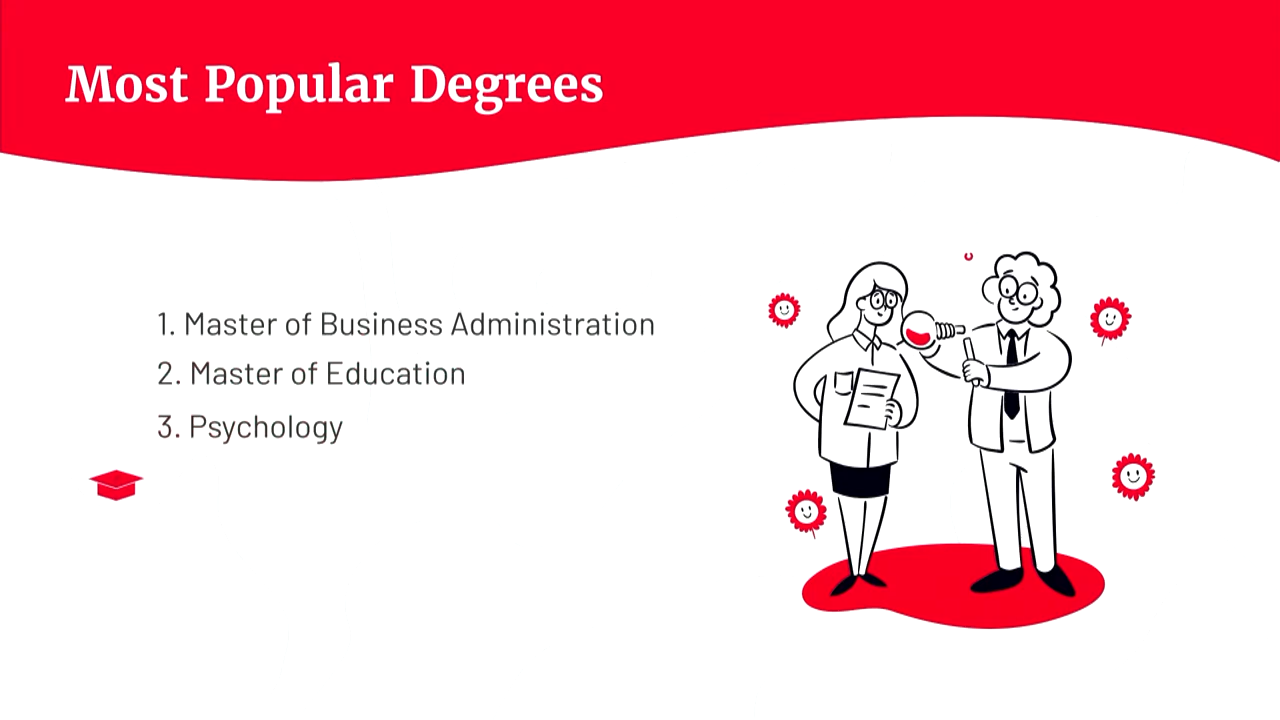 Most Popular Degrees
1. Master of Business Administration
2. Master of Education
3. Psychology